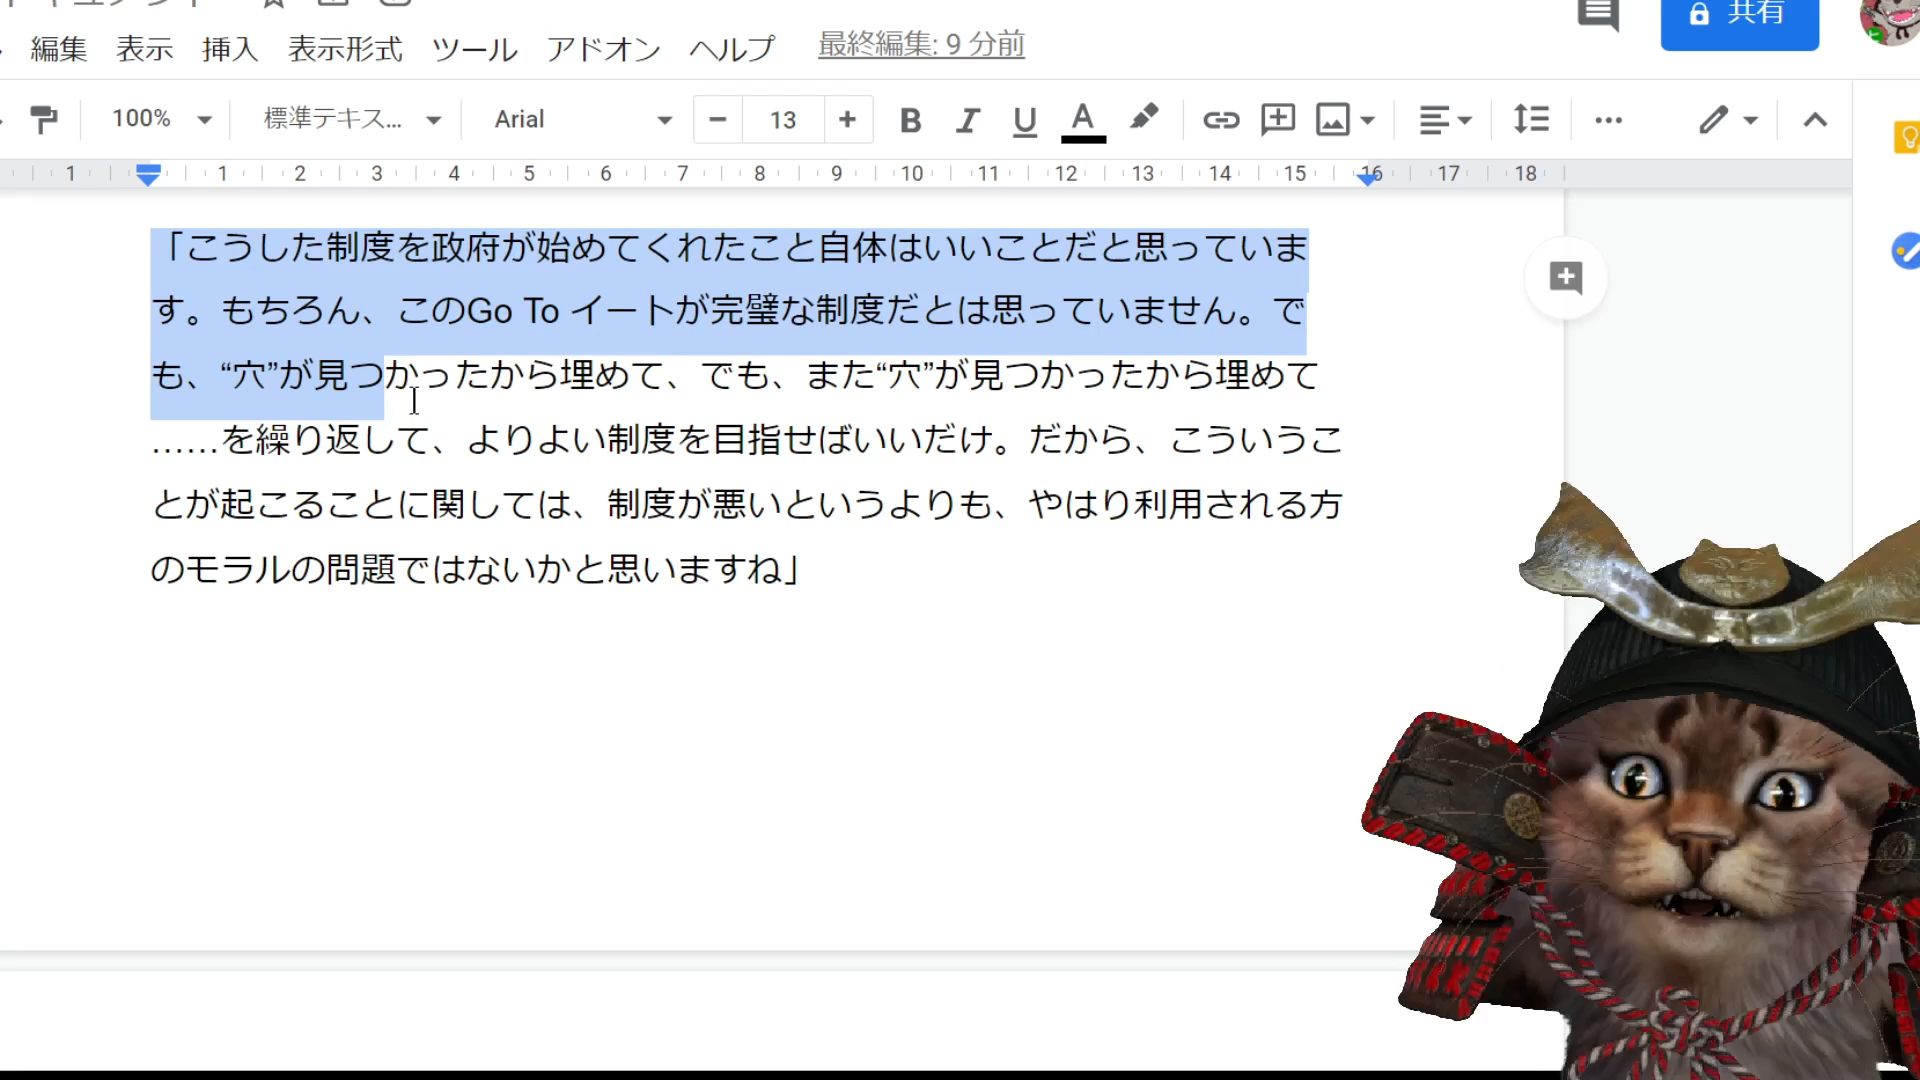 編集 表示 挿入 表示形式 ツール アドオン ヘルプ 最終編集: 9 分前 共有
100% 標準テキス... Arial 13
1 1 2 3 4 5 6 7 8 9 10 11 12 13 14 15 16 17 18
「こうした制度を政府が始めてくれたこと自体はいいことだと思っていま
す。もちろん、このGo To イートが完璧な制度だとは思っていません。で
も、“穴”が見つかったから埋めて、でも、また“穴”が見つかったから埋めて
……を繰り返して、よりよい制度を目指せばいいだけ。だから、こういうこ
とが起こることに関しては、制度が悪いというよりも、やはり利用される方
のモラルの問題ではないかと思いますね」